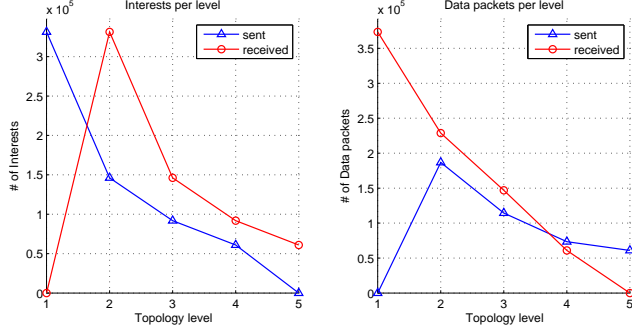 Interests per level
x 10^5
sent
received
3
2.5
2
1.5
1
0.5
0
# of Interests
1 2 3 4 5
Topology level
Data packets per level
x 10^5
sent
received
3.5
3
2.5
2
1.5
1
0.5
0
# of Data packets
1 2 3 4 5
Topology level